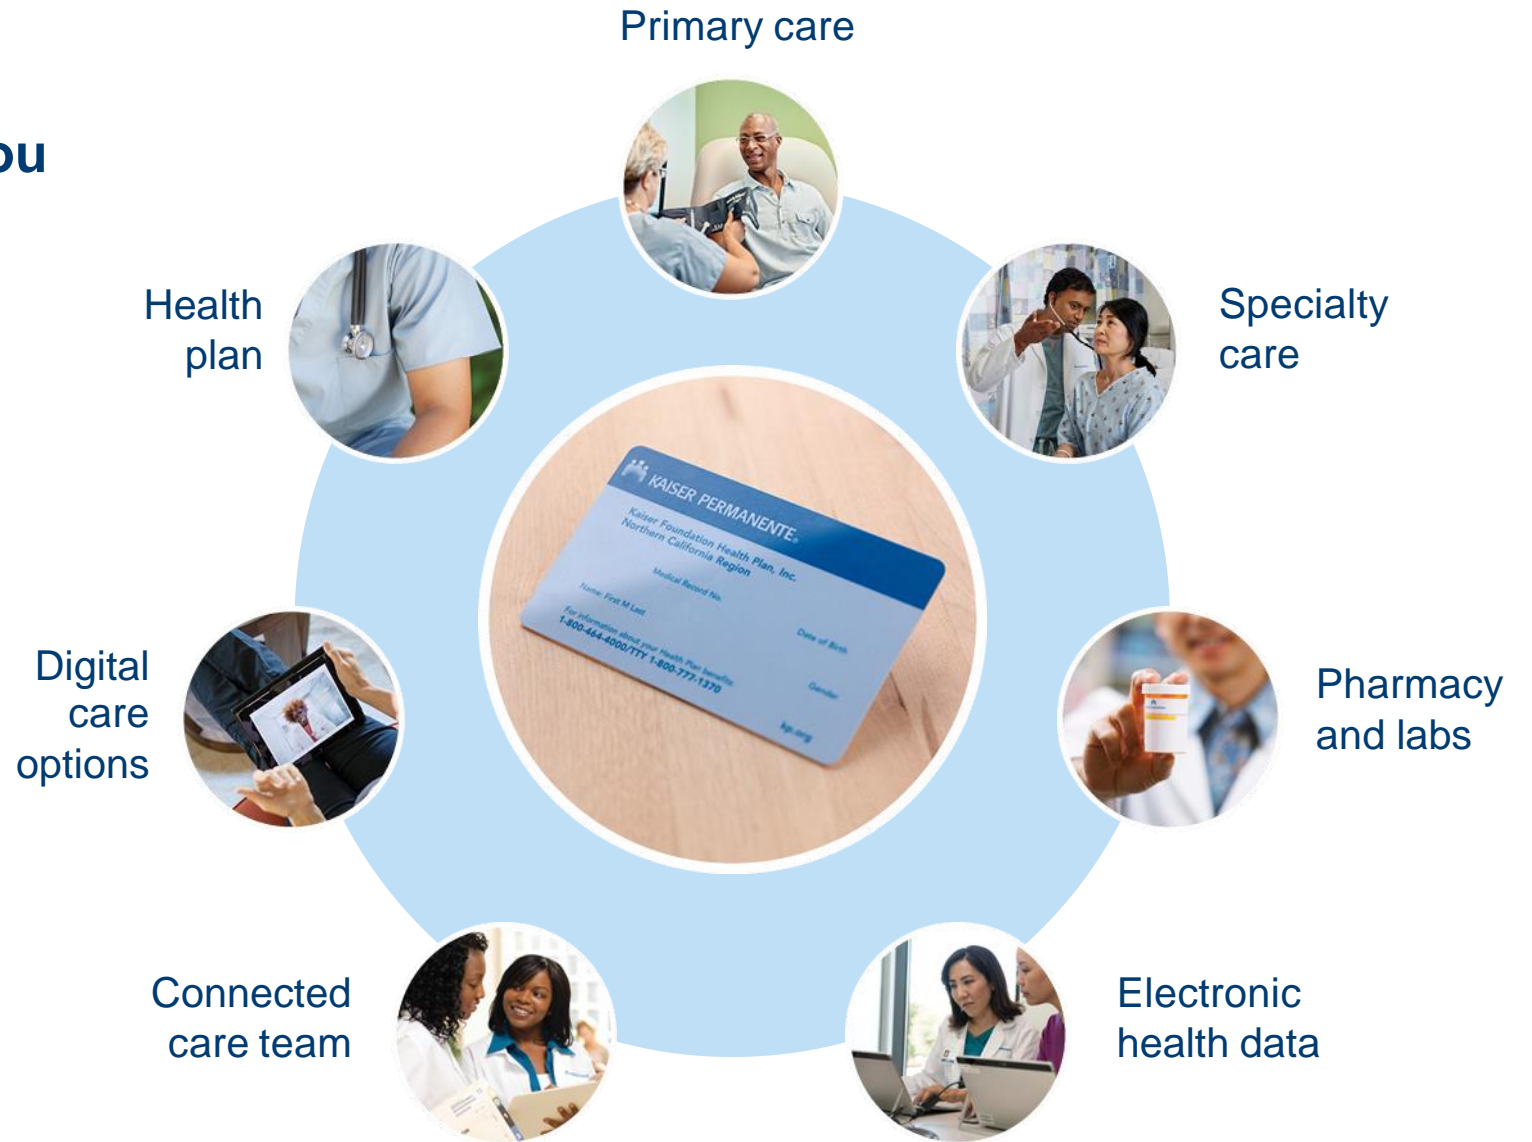 Primary care
ou
Health
plan
Specialty
care
KAISER PERMANENTE®
Kaiser Foundation Health Plan, Inc.
Northern California Region
Medical Record No.
Name: First M Last
Date of Birth
For information about your Health Plan benefits:
1-800-464-4000/TTY 1-800-777-1370
Gender
kp.org
Digital
care
options
Pharmacy
and labs
Connected
care team
Electronic
health data